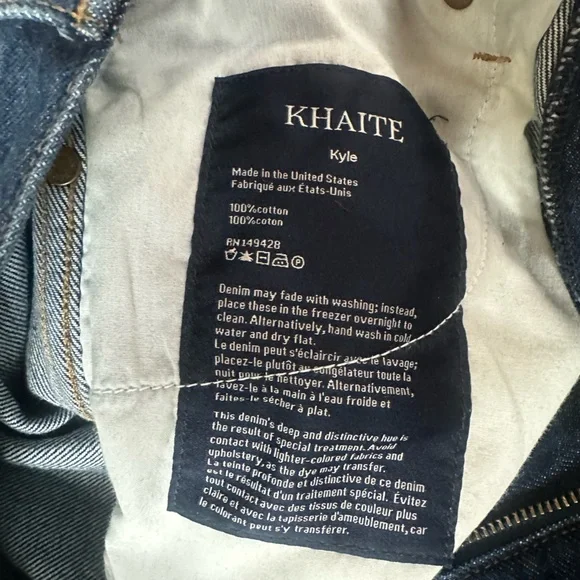 KHAITE
Kyle
Made in the United States
Fabriqué aux États-Unis
100%cotton
100%coton
RN149428
Denim may fade with washing; instead,
place these in the freezer overnight to
clean. Alternatively, hand wash in cold
water and dry flat.
Le denim peut s'éclaircir avec le lavage;
placez-le plutôt au congélateur toute la
nuit pour le nettoyer. Alternativement,
lavez-le à la main à l'eau froide et
faites-le sécher à plat.
This denim's deep and distinctive hue is
the result of special treatment. Avoid
contact with lighter-colored fabrics and
upholstery, as the dye may transfer.
La teinte profonde et distinctive de ce denim
est le résultat d'un traitement spécial. Évitez
tout contact avec des tissus de couleur plus
claire et avec la tapisserie d'ameublement, car
le colorant peut s'y transférer.